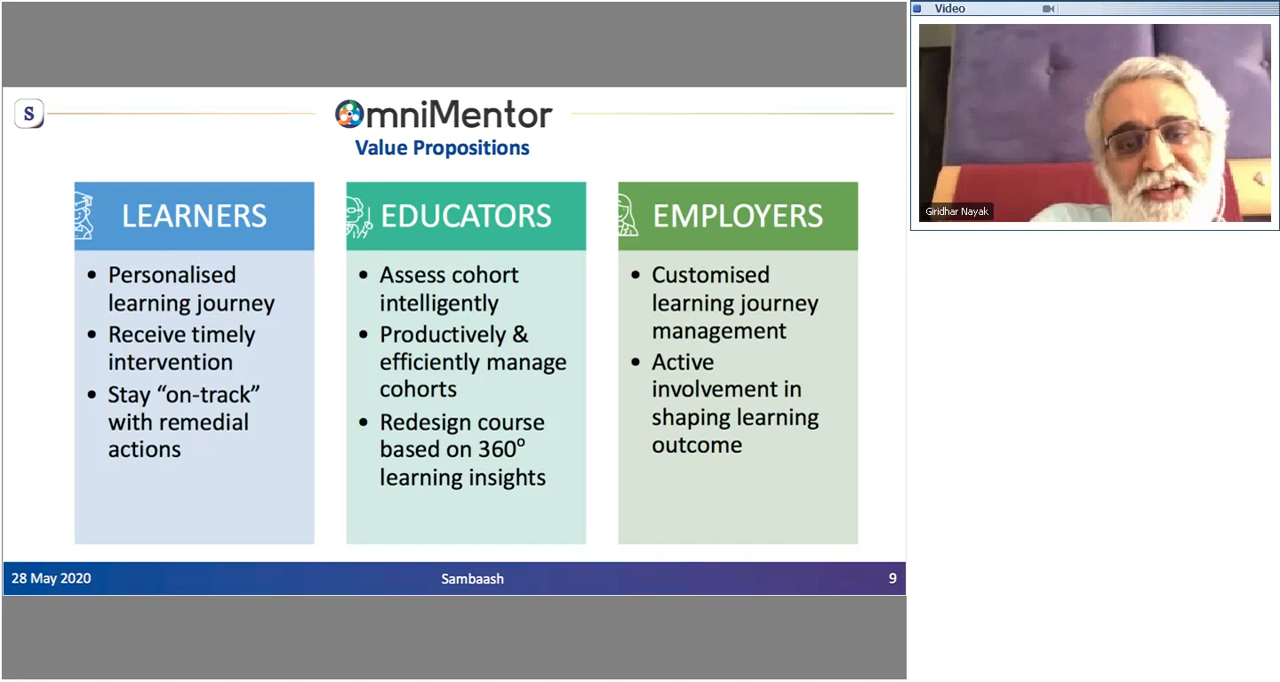 Video
S
OmniMentor
Value Propositions
LEARNERS
• Personalised
learning journey
• Receive timely
intervention
• Stay “on-track”
with remedial
actions
EDUCATORS
• Assess cohort
intelligently
• Productively &
efficiently manage
cohorts
• Redesign course
based on 360°
learning insights
EMPLOYERS
• Customised
learning journey
management
• Active
involvement in
shaping learning
outcome
28 May 2020
Sambaash
9
Giridhar Nayak